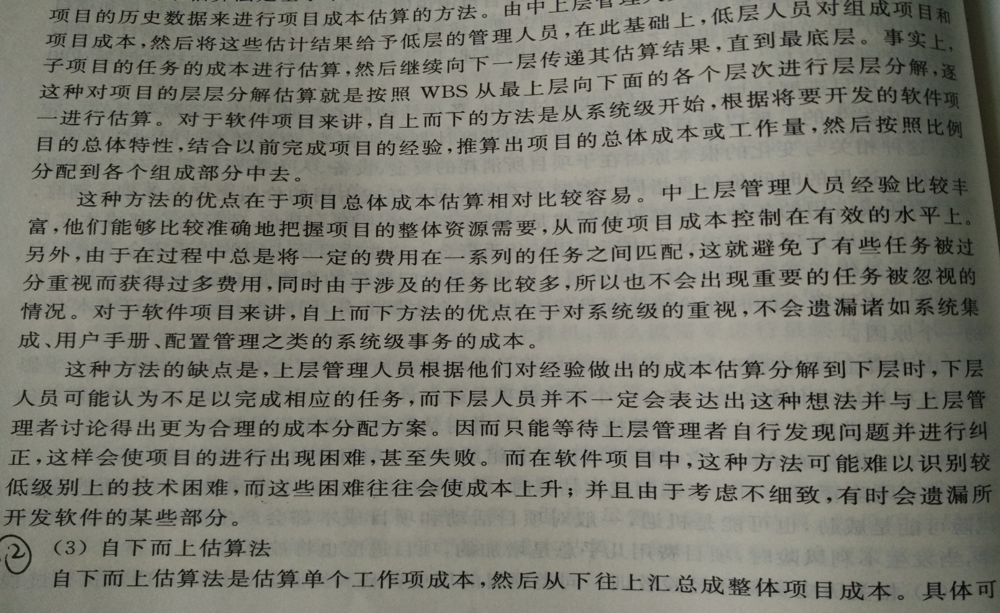 项目的历史数据来进行项目成本估算的方法。由中上层管理人
项目成本,然后将这些估计结果给予低层的管理人员,在此基础上,低层人员对组成项目和
子项目的任务的成本进行估算,然后继续向下一层传递其估算结果,直到最底层。事实上,
这种对项目的层层分解估算就是按照 WBS 从最上层向下面的各个层次进行层层分解,逐
一进行估算。对于软件项目来讲,自上而下的方法是从系统级开始,根据将要开发的软件项
目的总体特性,结合以前完成项目的经验,推算出项目的总体成本或工作量,然后按照比例
分配到各个组成部分中去。
这种方法的优点在于项目总体成本估算相对比较容易。中上层管理人员经验比较丰
富,他们能够比较准确地把握项目的整体资源需要,从而使项目成本控制在有效的水平上。
另外,由于在过程中总是将一定的费用在一系列的任务之间匹配,这就避免了有些任务被过
分重视而获得过多费用,同时由于涉及的任务比较多,所以也不会出现重要的任务被忽视的
情况。对于软件项目来讲,自上而下方法的优点在于对系统级的重视,不会遗漏诸如系统集
成、用户手册、配置管理之类的系统级事务的成本。
这种方法的缺点是,上层管理人员根据他们对经验做出的成本估算分解到下层时,下层
人员可能认为不足以完成相应的任务,而下层人员并不一定会表达出这种想法并与上层管
理者讨论得出更为合理的成本分配方案。因而只能等待上层管理者自行发现问题并进行纠
正,这样会使项目的进行出现困难,甚至失败。而在软件项目中,这种方法可能难以识别较
低级别上的技术困难,而这些困难往往会使成本上升；并且由于考虑不细致,有时会遗漏所
开发软件的某些部分。
② (3) 自下而上估算法
自下而上估算法是估算单个工作项成本,然后从下往上汇总成整体项目成本。具体可